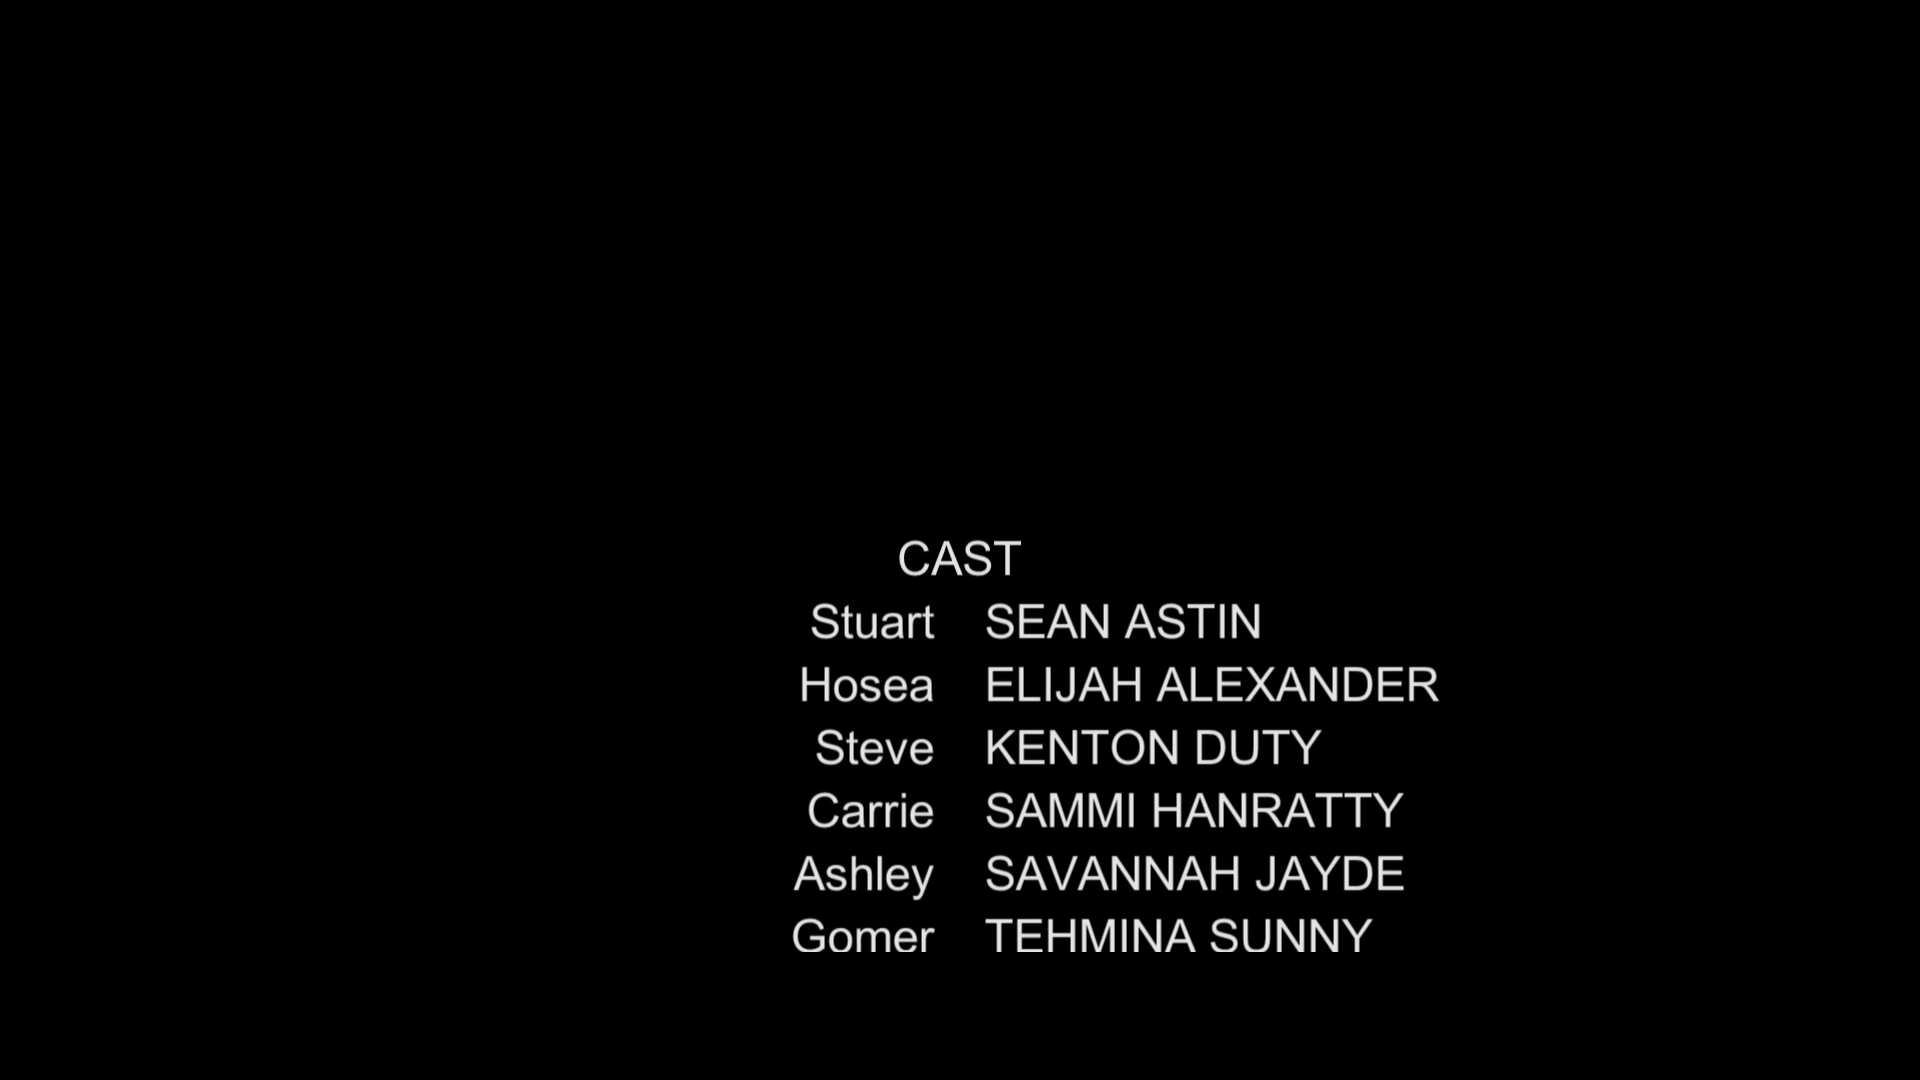 CAST
Stuart SEAN ASTIN
Hosea ELIJAH ALEXANDER
Steve KENTON DUTY
Carrie SAMMI HANRATTY
Ashley SAVANNAH JAYDE
Gomer TEHMINA SUNNY